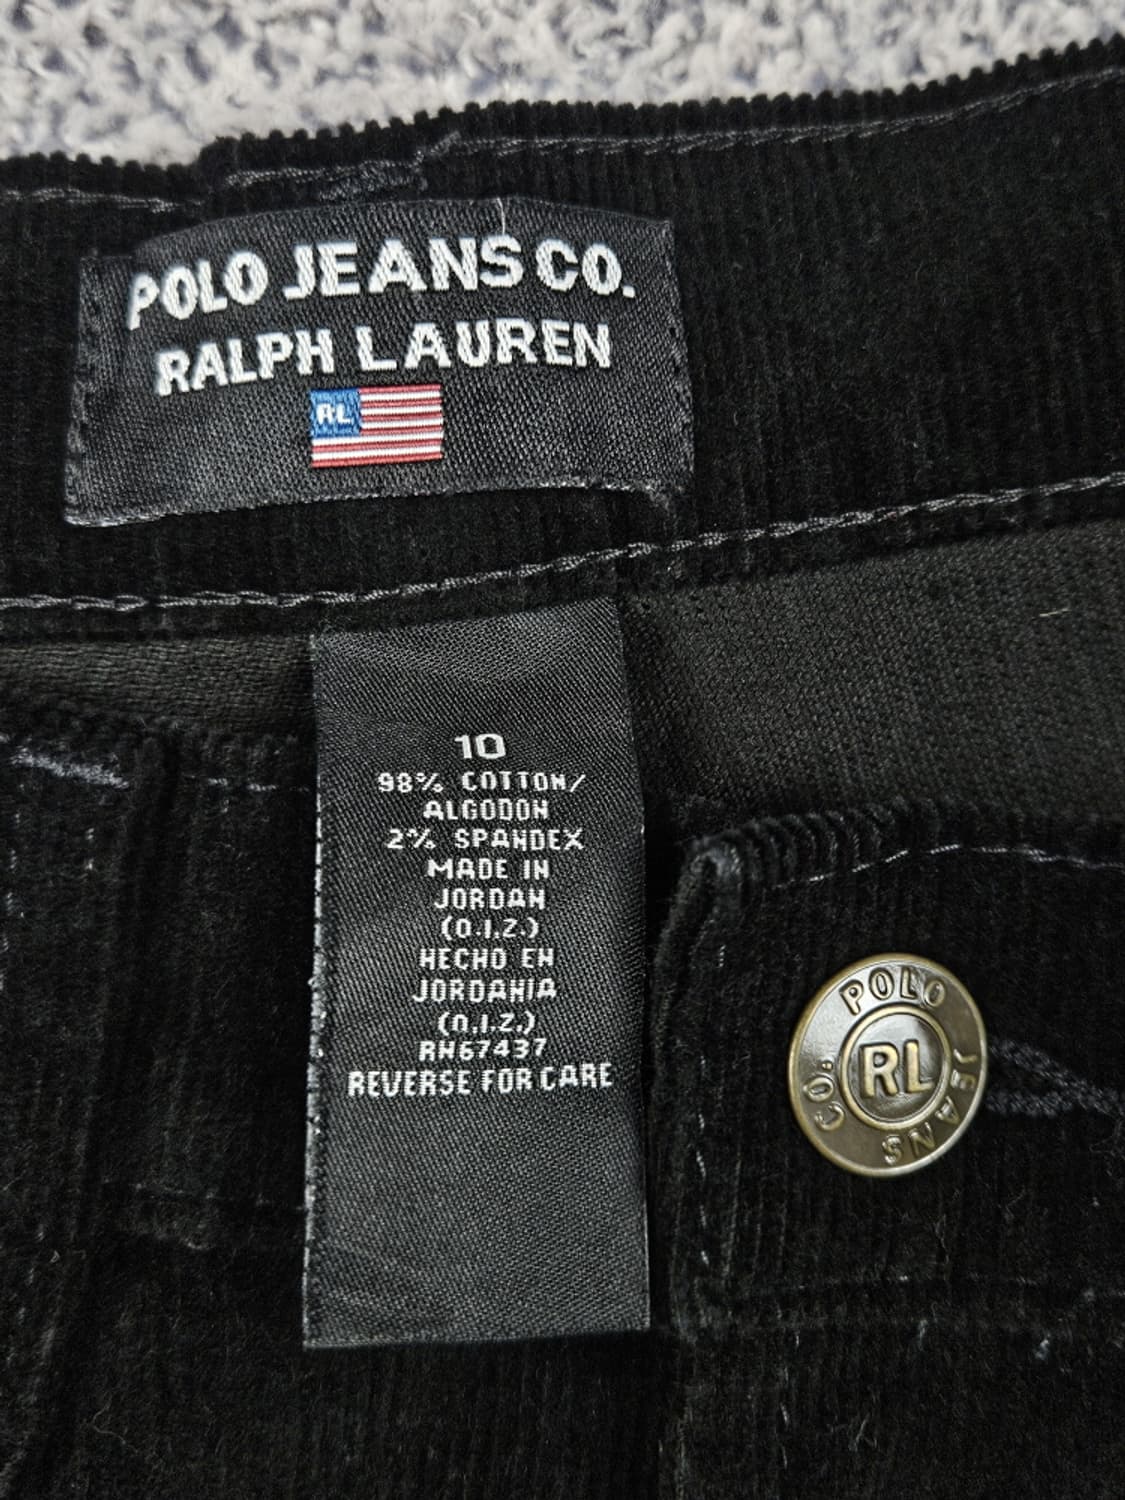 POLO JEANS CO.
RALPH LAUREN
RL
10
98% COTTON/
ALGODON
2% SPANDEX
MADE IN
JORDAN
(Q.I.Z.)
HECHO EN
JORDANIA
(Q.I.Z.)
RN67437
REVERSE FOR CARE
POLO JEANS CO.
RL